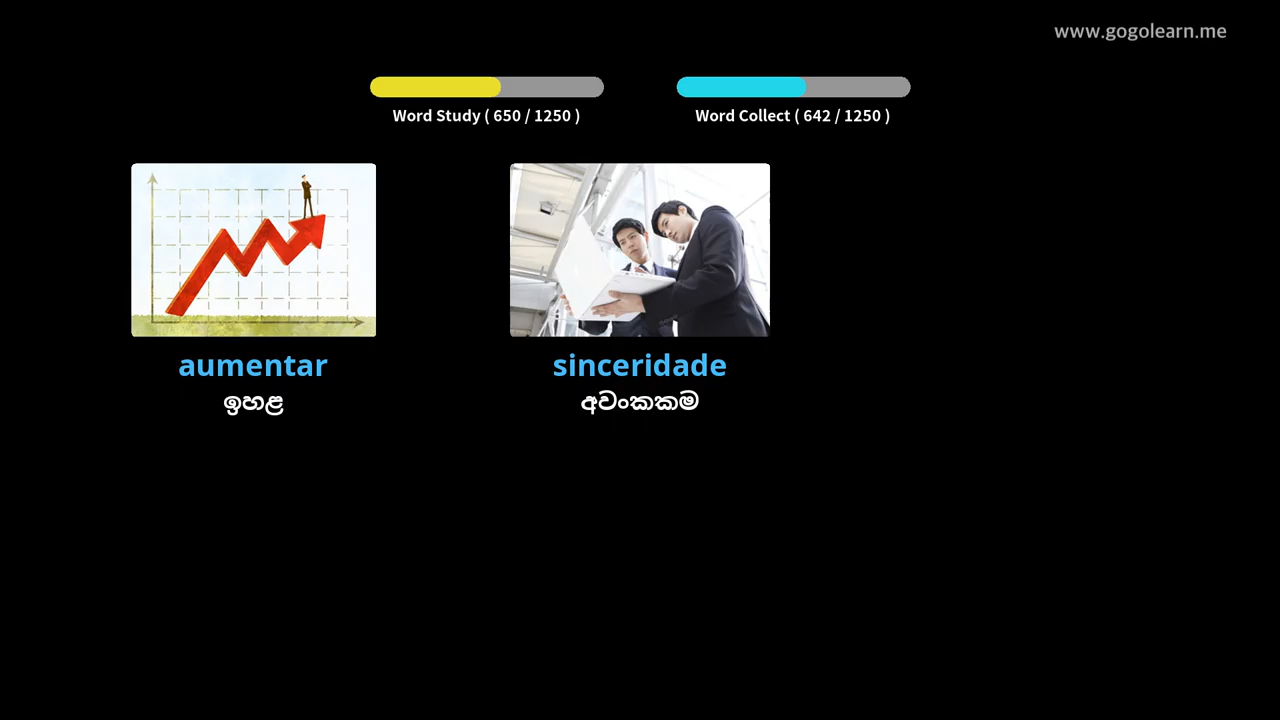 www.gogolearn.me
Word Study ( 650 / 1250 )
Word Collect ( 642 / 1250 )
aumentar
ඉහළ
sinceridade
අවංකකම